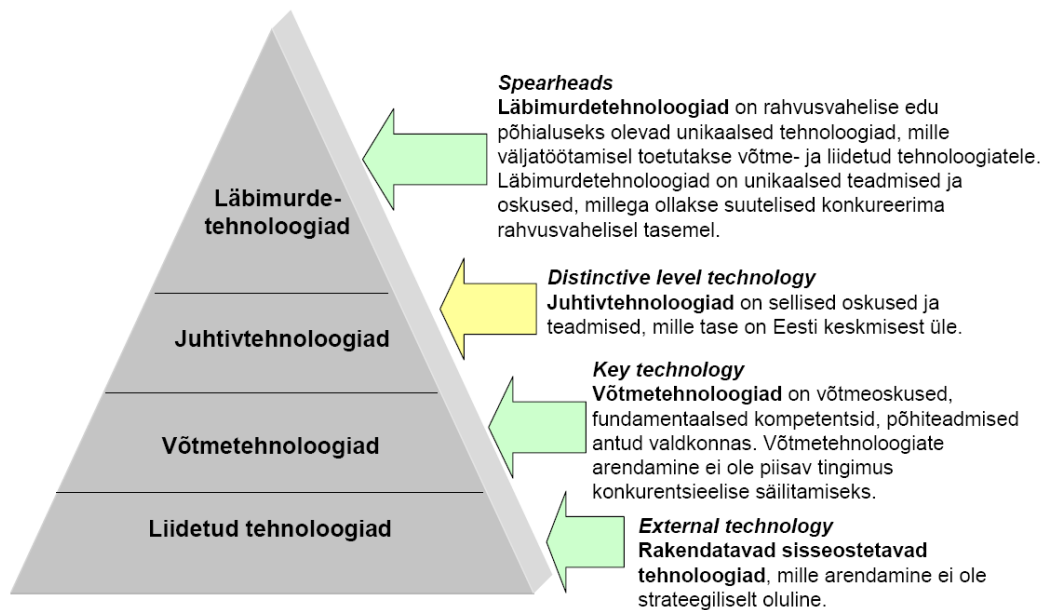 Spearheads
Läbimurdetehnoloogiad on rahvusvahelise edu
põhialuseks olevad unikaalsed tehnoloogiad, mille
väljatöötamisel toetutakse võtme- ja liidetud tehnoloogiatele.
Läbimurdetehnoloogiad on unikaalsed teadmised ja
oskused, millega ollakse suutelised konkureerima
rahvusvahelisel tasemel.
Läbimurde-
tehnoloogiad
Distinctive level technology
Juhtivtehnoloogiad on sellised oskused ja
teadmised, mille tase on Eesti keskmisest üle.
Juhtivtehnoloogiad
Key technology
Võtmetehnoloogiad on võtmeoskused,
fundamentaalsed kompetentsid, põhiteadmised
antud valdkonnas. Võtmetehnoloogiate
arendamine ei ole piisav tingimus
konkurentsieelise säilitamiseks.
Võtmetehnoloogiad
External technology
Rakendatavad sisseostetavad
tehnoloogiad, mille arendamine ei ole
strateegiliselt oluline.
Liidetud tehnoloogiad